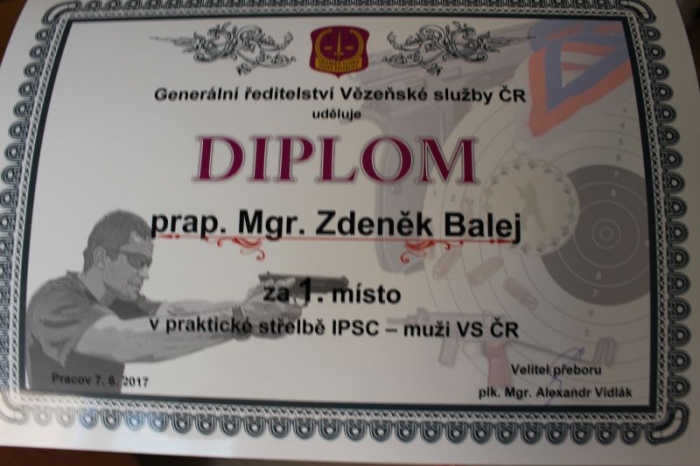 Generální ředitelství Vězeňské služby ČR
uděluje
DIPLOM
prap. Mgr. Zdeněk Balej
za 1. místo
v praktické střelbě IPSC – muži VS ČR
Pracov 7. 6. 2017
Velitel přeboru
plk. Mgr. Alexandr Vidlák